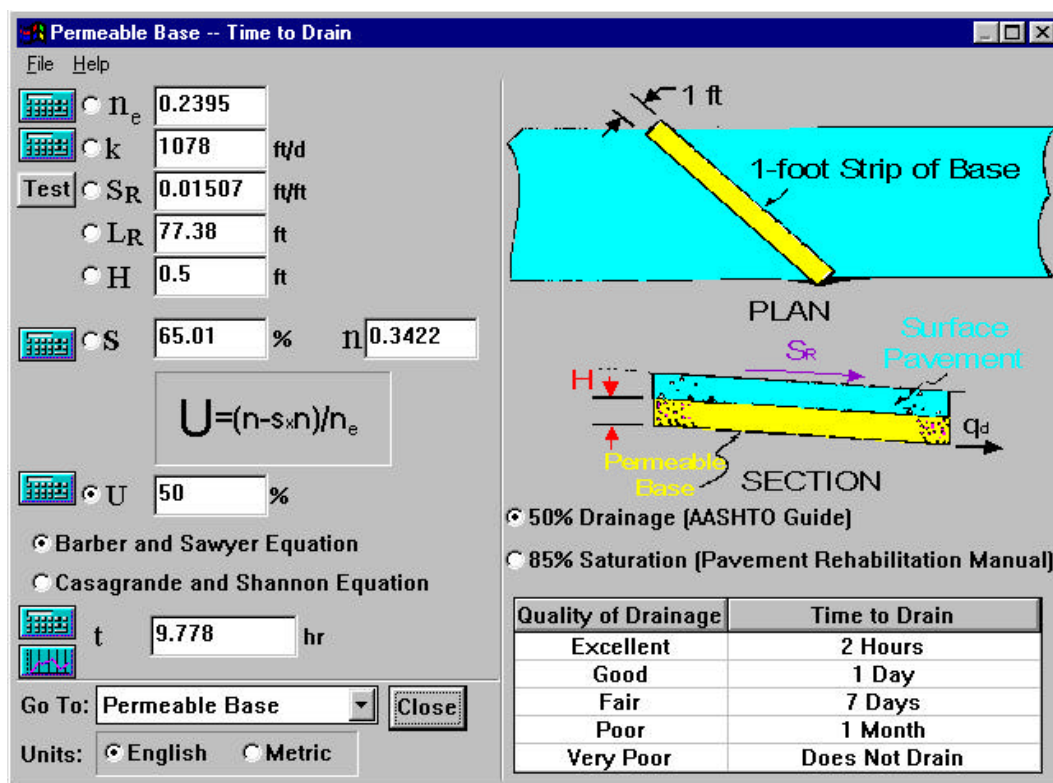 Permeable Base -- Time to Drain
File Help
ne 0.2395
k 1078 ft/d
Test SR 0.01507 ft/ft
LR 77.38 ft
H 0.5 ft
S 65.01 % n 0.3422
U=(n-sxn)/ne
U 50 %
Barber and Sawyer Equation
Casagrande and Shannon Equation
t 9.778 hr
Go To: Permeable Base Close
Units: English Metric
1 ft
1-foot Strip of Base
PLAN
Surface
Pavement
SR
H
qd
Permeable
Base
SECTION
50% Drainage (AASHTO Guide)
85% Saturation (Pavement Rehabilitation Manual)
Quality of Drainage Time to Drain
Excellent 2 Hours
Good 1 Day
Fair 7 Days
Poor 1 Month
Very Poor Does Not Drain